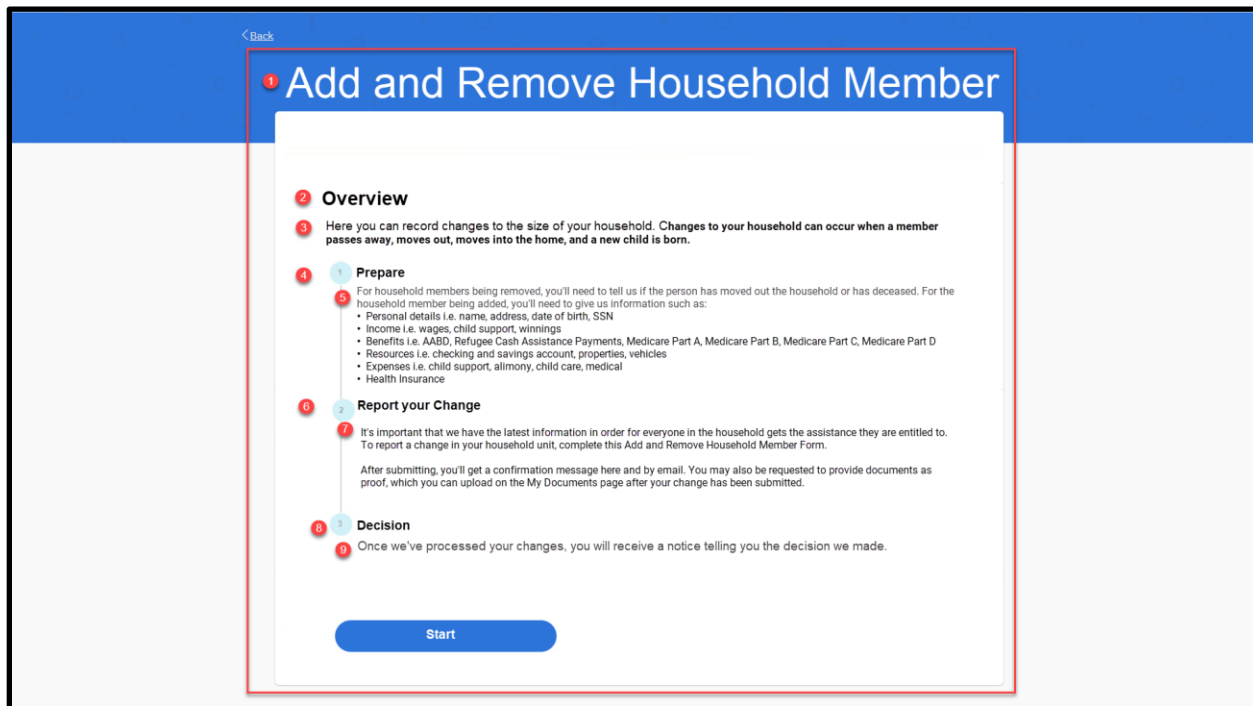 Back
1 Add and Remove Household Member
2 Overview
3 Here you can record changes to the size of your household. Changes to your household can occur when a member
passes away, moves out, moves into the home, and a new child is born.
4 1 Prepare
5 For household members being removed, you'll need to tell us if the person has moved out the household or has deceased. For the
household member being added, you'll need to give us information such as:
• Personal details i.e. name, address, date of birth, SSN
• Income i.e. wages, child support, winnings
• Benefits i.e. AABD, Refugee Cash Assistance Payments, Medicare Part A, Medicare Part B, Medicare Part C, Medicare Part D
• Resources i.e. checking and savings account, properties, vehicles
• Expenses i.e. child support, alimony, child care, medical
• Health Insurance
6 2 Report your Change
7 It's important that we have the latest information in order for everyone in the household gets the assistance they are entitled to.
To report a change in your household unit, complete this Add and Remove Household Member Form.
After submitting, you'll get a confirmation message here and by email. You may also be requested to provide documents as
proof, which you can upload on the My Documents page after your change has been submitted.
8 3 Decision
9 Once we've processed your changes, you will receive a notice telling you the decision we made.
Start